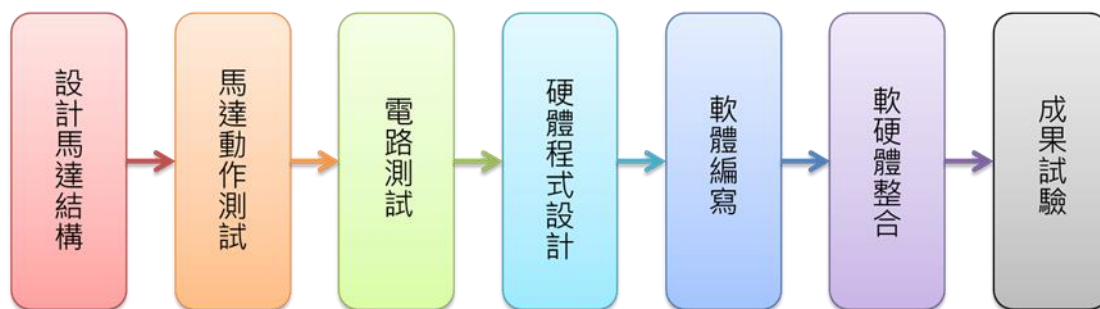 設計馬達結構
馬達動作測試
電路測試
硬體程式設計
軟體編寫
軟硬體整合
成果試驗